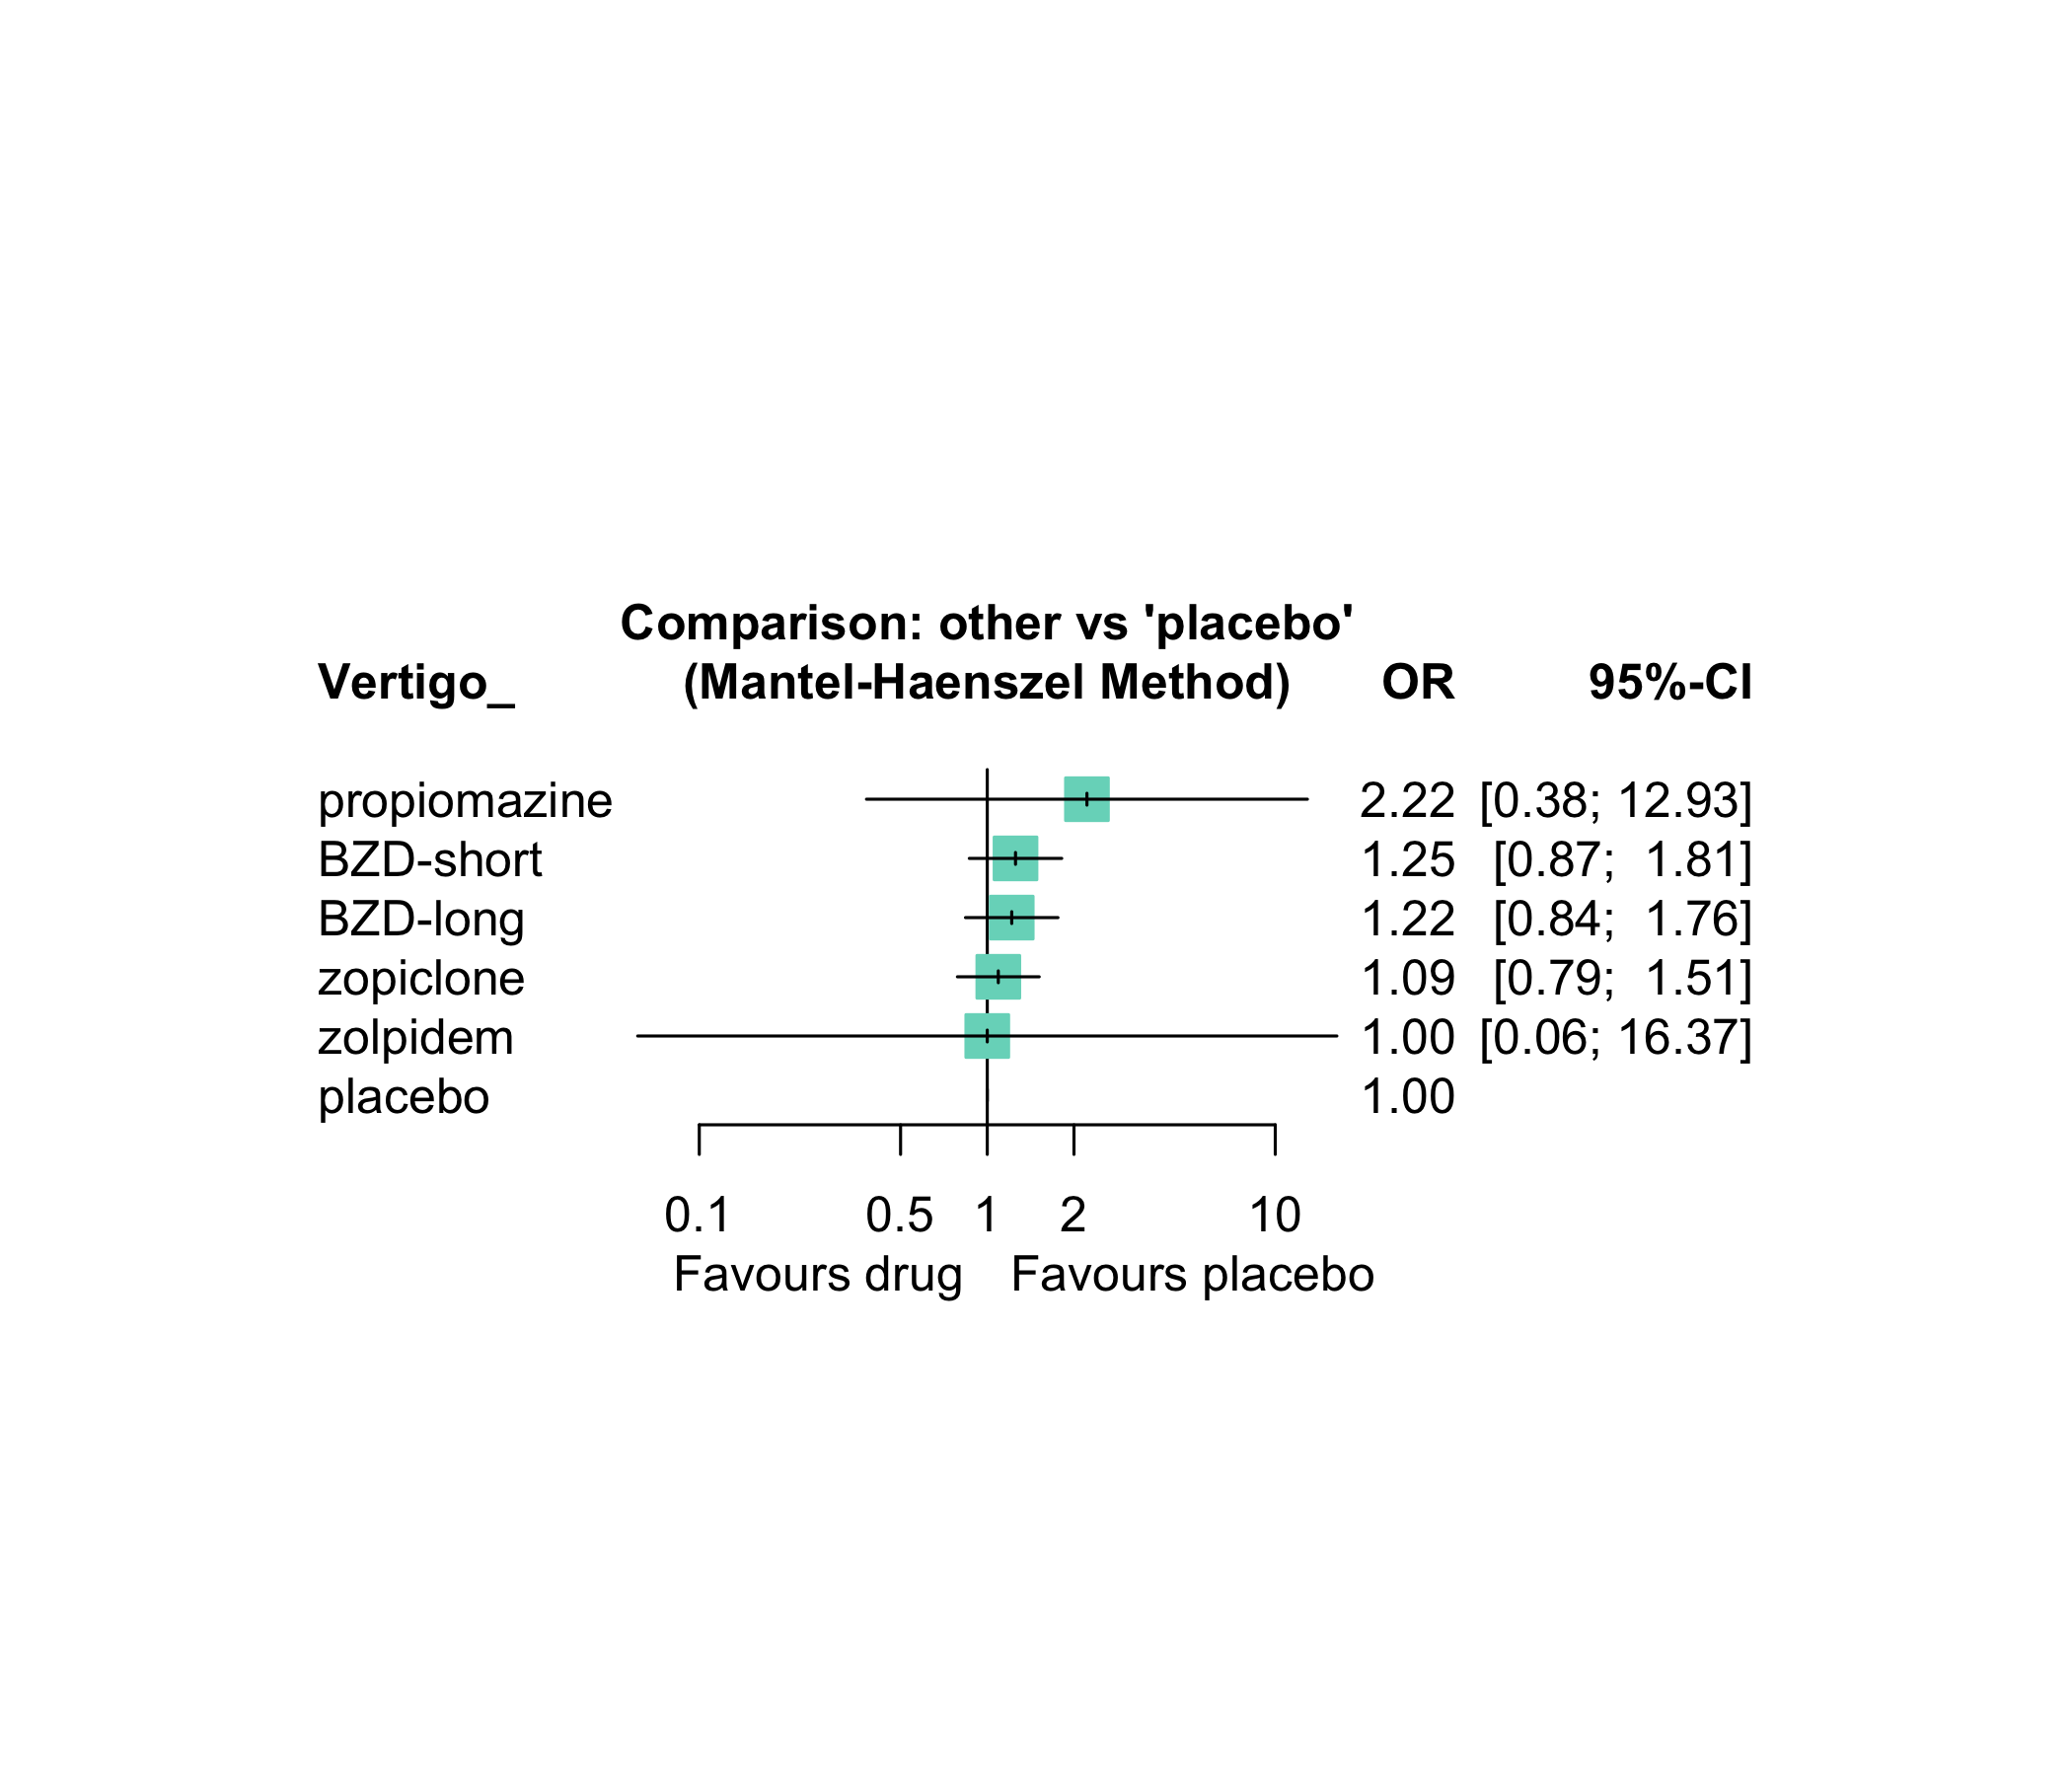 Comparison: other vs 'placebo'
Vertigo_ (Mantel-Haenszel Method) OR 95%-CI
propiomazine 2.22 [0.38; 12.93]
BZD-short 1.25 [0.87; 1.81]
BZD-long 1.22 [0.84; 1.76]
zopiclone 1.09 [0.79; 1.51]
zolpidem 1.00 [0.06; 16.37]
placebo 1.00
0.1 0.5 1 2 10
Favours drug Favours placebo